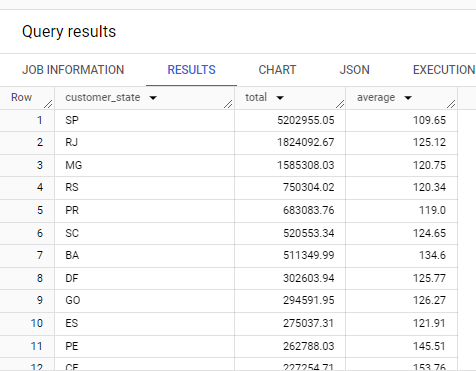 Query results
JOB INFORMATION RESULTS CHART JSON EXECUTION
Row customer_state total average
1 SP 5202955.05 109.65
2 RJ 1824092.67 125.12
3 MG 1585308.03 120.75
4 RS 750304.02 120.34
5 PR 683083.76 119.0
6 SC 520553.34 124.65
7 BA 511349.99 134.6
8 DF 302603.94 125.77
9 GO 294591.95 126.27
10 ES 275037.31 121.91
11 PE 262788.03 145.51
12 CE 227254.71 153.76